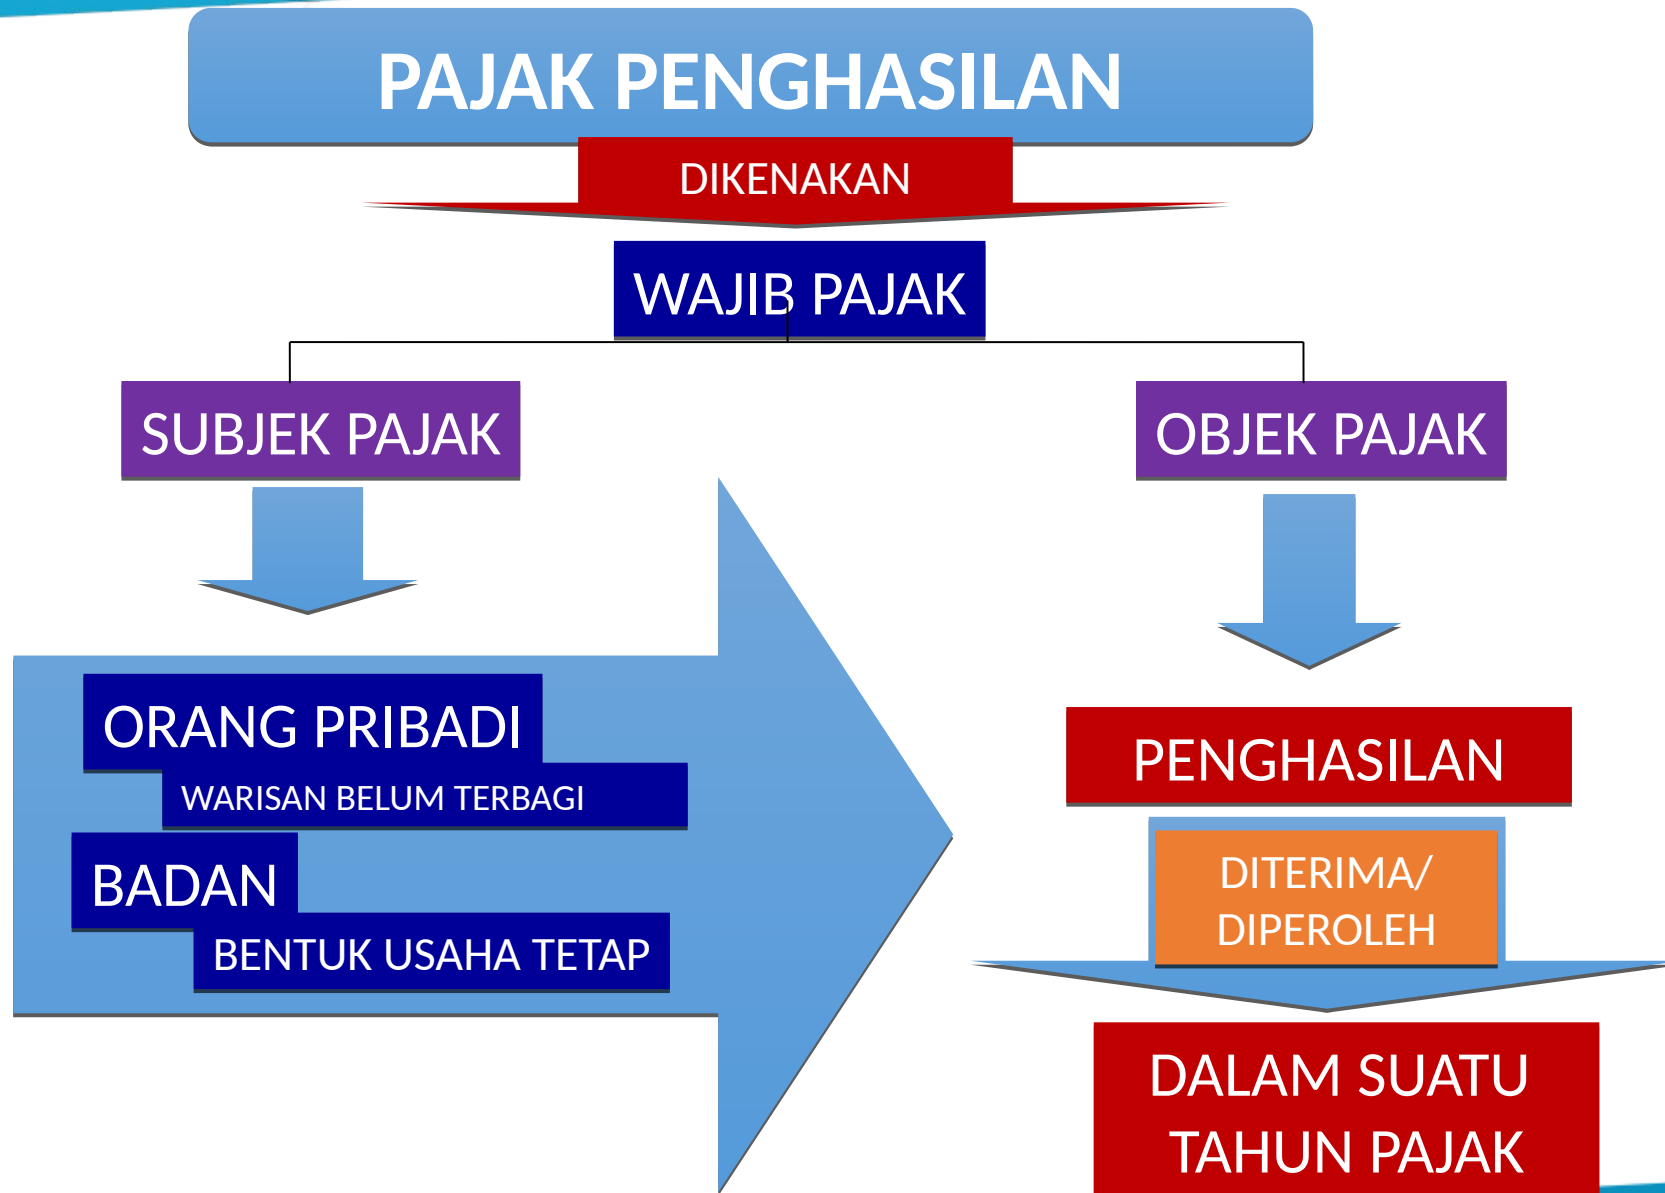 PAJAK PENGHASILAN
DIKENAKAN
WAJIB PAJAK
SUBJEK PAJAK
OBJEK PAJAK
ORANG PRIBADI
WARISAN BELUM TERBAGI
BADAN
BENTUK USAHA TETAP
PENGHASILAN
DITERIMA/
DIPEROLEH
DALAM SUATU
TAHUN PAJAK